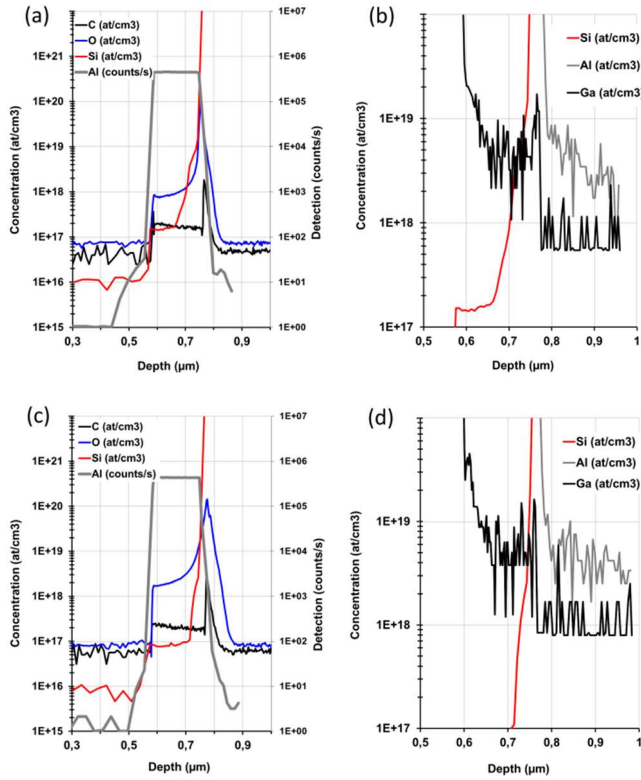 (a)
C (at/cm3)
O (at/cm3)
Si (at/cm3)
Al (counts/s)
Concentration (at/cm3)
1E+21
1E+20
1E+19
1E+18
1E+17
1E+16
1E+15
Detection (counts/s)
1E+07
1E+06
1E+05
1E+04
1E+03
1E+02
1E+01
1E+00
0,3 0,5 0,7 0,9
Depth (µm)
(b)
Si (at/cm3)
Al (at/cm3)
Ga (at/cm3)
Concentration (at/cm3)
1E+20
1E+19
1E+18
1E+17
0,5 0,6 0,7 0,8 0,9 1
Depth (µm)
(c)
C (at/cm3)
O (at/cm3)
Si (at/cm3)
Al (counts/s)
Concentration (at/cm3)
1E+21
1E+20
1E+19
1E+18
1E+17
1E+16
1E+15
Detection (counts/s)
1E+07
1E+06
1E+05
1E+04
1E+03
1E+02
1E+01
1E+00
0,3 0,5 0,7 0,9
Depth (µm)
(d)
Si (at/cm3)
Al (at/cm3)
Ga (at/cm3)
Concentration (at/cm3)
1E+20
1E+19
1E+18
1E+17
0,5 0,6 0,7 0,8 0,9 1
Depth (µm)